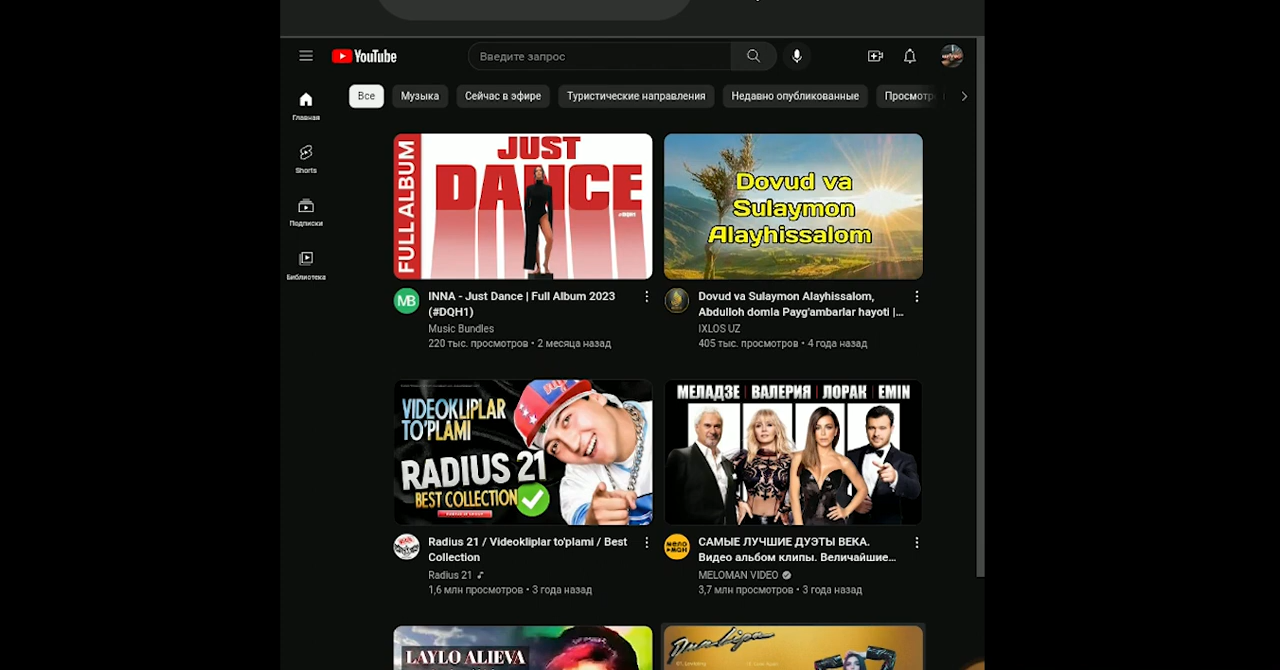 YouTube
Введите запрос
Все
Музыка
Сейчас в эфире
Туристические направления
Недавно опубликованные
Главная
Shorts
Подписки
Библиотека
FULL ALBUM
JUST
DANCE
#DQH1
Dovud va
Sulaymon
Alayhissalom
MB
INNA - Just Dance | Full Album 2023
(#DQH1)
Music Bundles
220 тыс. просмотров • 2 месяца назад
Dovud va Sulaymon Alayhissalom,
Abdulloh domla Payg'ambarlar hayoti |...
IXLOS UZ
405 тыс. просмотров • 4 года назад
VIDEOKLIPLAR
TO'PLAMI
RADIUS 21
BEST COLLECTION
МЕЛАДЗЕ | ВАЛЕРИЯ | ЛОРАК | EMIN
Radius 21 / Videokliplar to'plami / Best
Collection
Radius 21
1,6 млн просмотров • 3 года назад
МЕЛОМАН
САМЫЕ ЛУЧШИЕ ДУЭТЫ ВЕКА.
Видео альбом клипы. Величайшие...
MELOMAN VIDEO
3,7 млн просмотров • 3 года назад
LAYLO ALIEVA
Dua Lipa